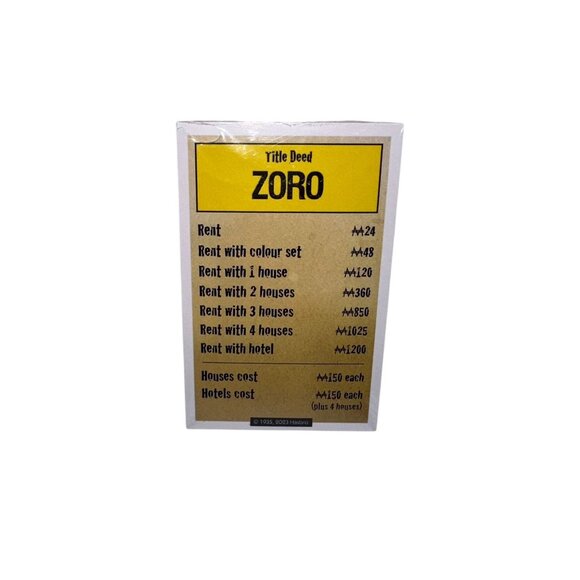 Title Deed
ZORO
Rent ₩24
Rent with colour set ₩48
Rent with 1 house ₩120
Rent with 2 houses ₩360
Rent with 3 houses ₩850
Rent with 4 houses ₩1025
Rent with hotel ₩1200
Houses cost ₩150 each
Hotels cost ₩150 each
(plus 4 houses)
© 1935, 2023 Hasbro